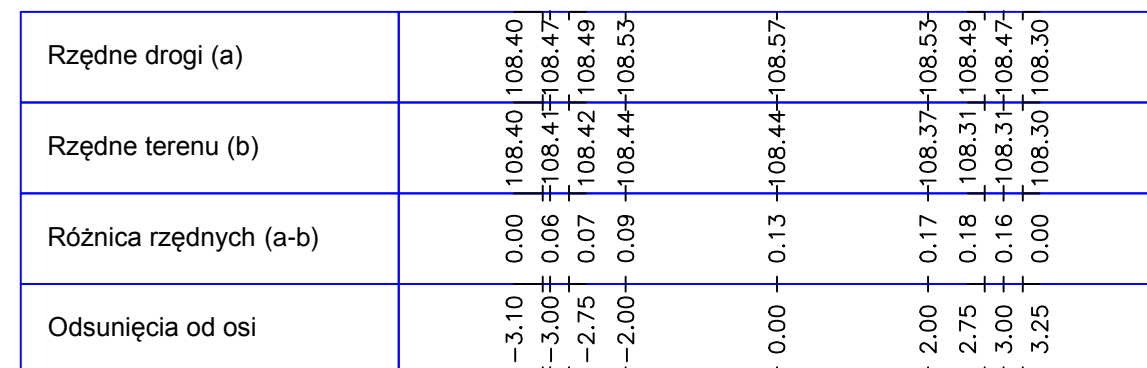 Rzędne drogi (a) 108.40 108.47 108.49 108.53 108.57 108.53 108.49 108.47 108.30
Rzędne terenu (b) 108.40 108.41 108.42 108.44 108.44 108.37 108.31 108.31 108.30
Różnica rzędnych (a-b) 0.00 0.06 0.07 0.09 0.13 0.17 0.18 0.16 0.00
Odsunięcia od osi -3.10 -3.00 -2.75 -2.00 0.00 2.00 2.75 3.00 3.25